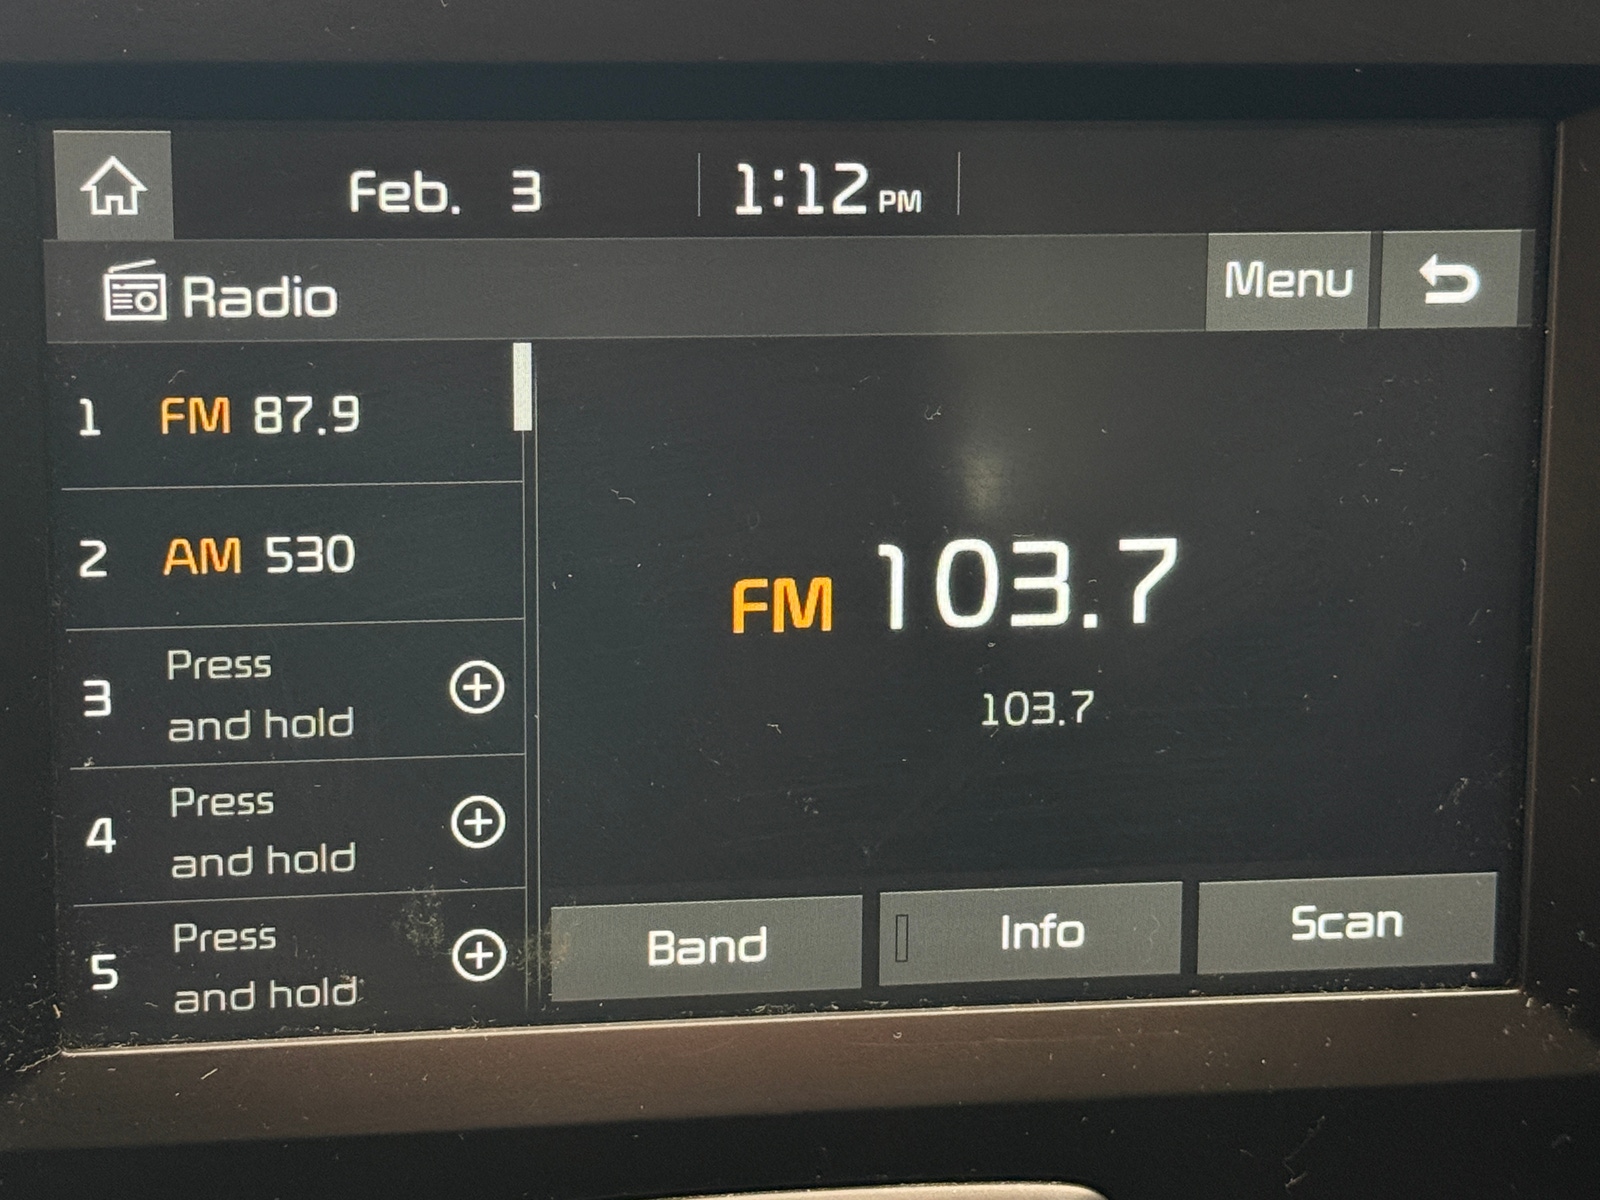 Feb. 3 1:12 PM
Radio Menu
1 FM 87.9
2 AM 530
3 Press
and hold
4 Press
and hold
5 Press
and hold
FM 103.7
103.7
Band Info Scan